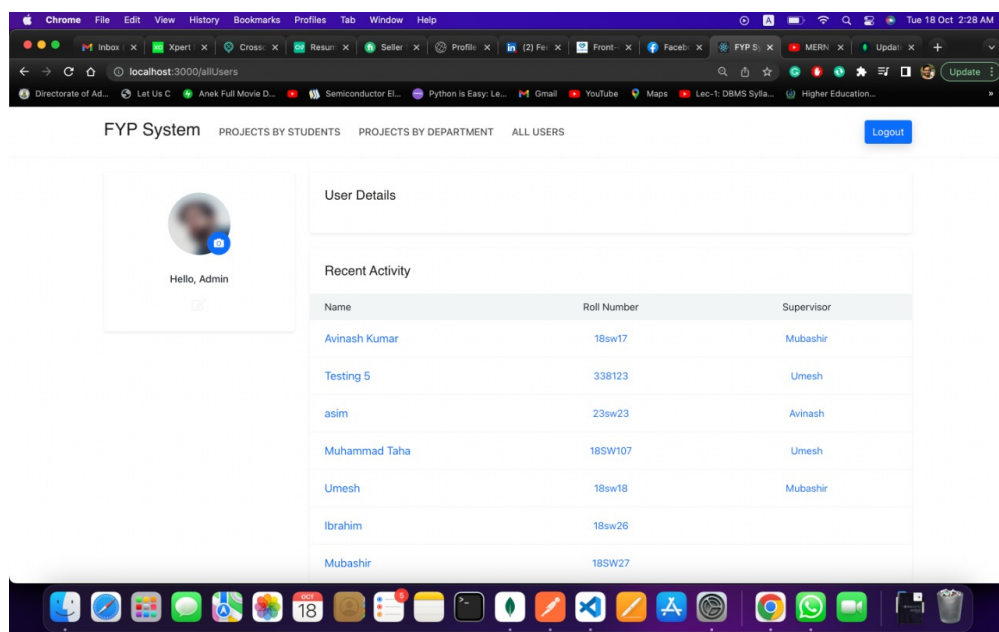 Chrome File Edit View History Bookmarks Profiles Tab Window Help A Tue 18 Oct 2:28 AM
Inbox Xpert Crossc Resum Seller Profile (2) Fee Front- Faceb FYP Sy MERN Updat
localhost:3000/allUsers Update
Directorate of Ad... Let Us C Anek Full Movie D... Semiconductor El... Python is Easy: Le... Gmail YouTube Maps Lec-1: DBMS Sylla... Higher Education... »
FYP System PROJECTS BY STUDENTS PROJECTS BY DEPARTMENT ALL USERS Logout
User Details
Hello, Admin
Recent Activity
Name Roll Number Supervisor
Avinash Kumar 18sw17 Mubashir
Testing 5 338123 Umesh
asim 23sw23 Avinash
Muhammad Taha 18SW107 Umesh
Umesh 18sw18 Mubashir
Ibrahim 18sw26
Mubashir 18SW27
OCT
18
5